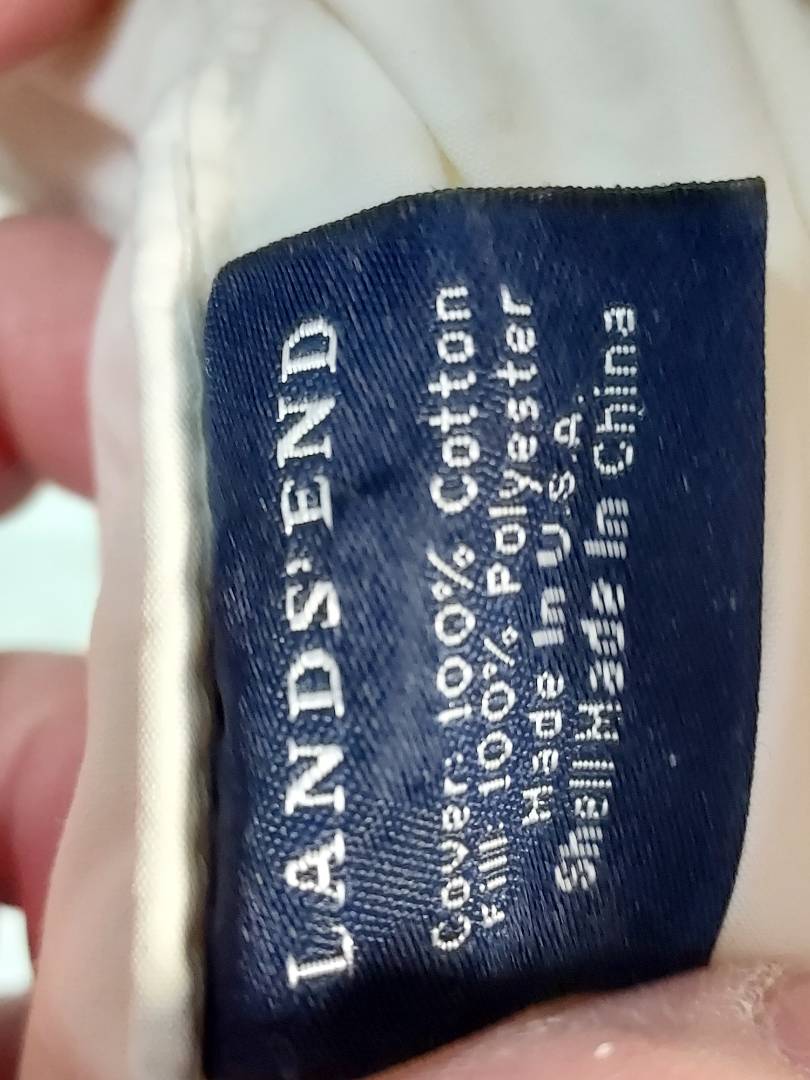 LANDS'END
Cover: 100% Cotton
Fill: 100% Polyester
Made In U.S.A.
Shell Made In China